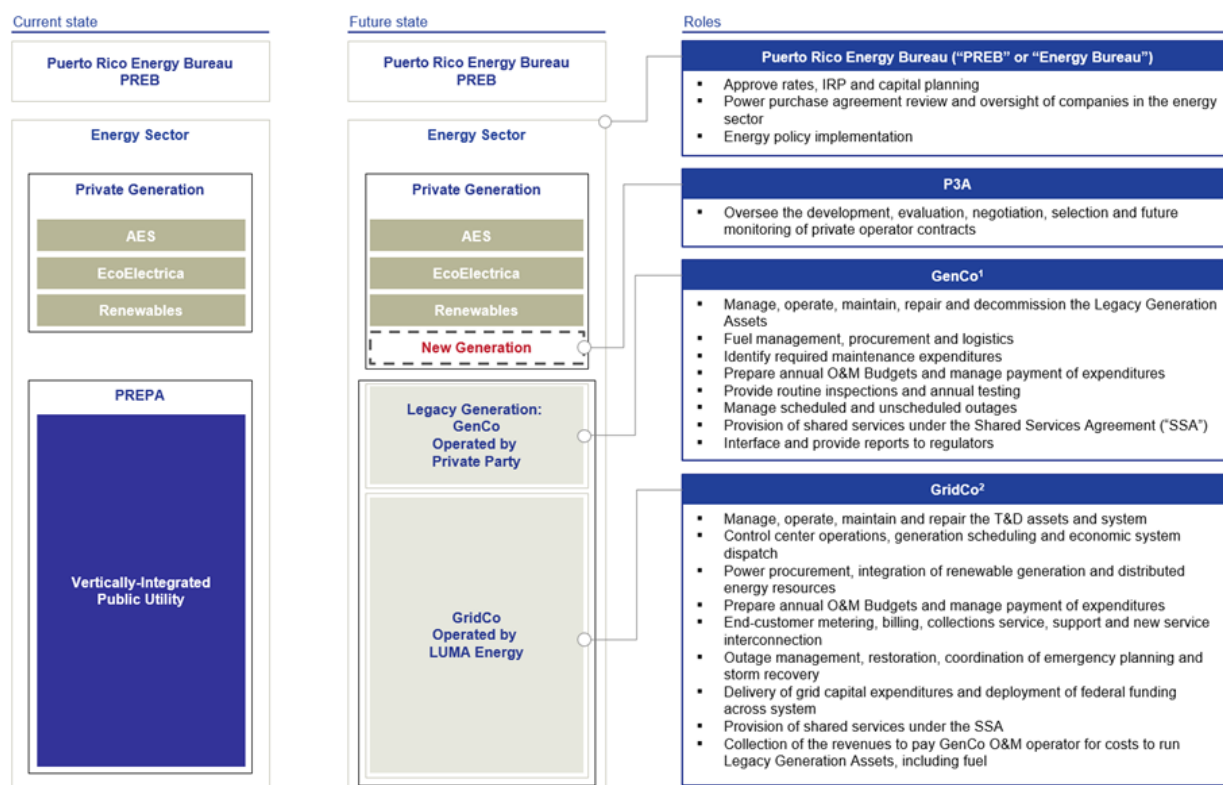 Current state
Puerto Rico Energy Bureau
PREB
Energy Sector
Private Generation
AES
EcoElectrica
Renewables
PREPA
Vertically-Integrated
Public Utility
Future state
Puerto Rico Energy Bureau
PREB
Energy Sector
Private Generation
AES
EcoElectrica
Renewables
New Generation
Legacy Generation:
GenCo
Operated by
Private Party
GridCo
Operated by
LUMA Energy
Roles
Puerto Rico Energy Bureau (“PREB” or “Energy Bureau”)
▪ Approve rates, IRP and capital planning
▪ Power purchase agreement review and oversight of companies in the energy
sector
▪ Energy policy implementation
P3A
▪ Oversee the development, evaluation, negotiation, selection and future
monitoring of private operator contracts
GenCo¹
▪ Manage, operate, maintain, repair and decommission the Legacy Generation
Assets
▪ Fuel management, procurement and logistics
▪ Identify required maintenance expenditures
▪ Prepare annual O&M Budgets and manage payment of expenditures
▪ Provide routine inspections and annual testing
▪ Manage scheduled and unscheduled outages
▪ Provision of shared services under the Shared Services Agreement (“SSA”)
▪ Interface and provide reports to regulators
GridCo²
▪ Manage, operate, maintain and repair the T&D assets and system
▪ Control center operations, generation scheduling and economic system
dispatch
▪ Power procurement, integration of renewable generation and distributed
energy resources
▪ Prepare annual O&M Budgets and manage payment of expenditures
▪ End-customer metering, billing, collections service, support and new service
interconnection
▪ Outage management, restoration, coordination of emergency planning and
storm recovery
▪ Delivery of grid capital expenditures and deployment of federal funding
across system
▪ Provision of shared services under the SSA
▪ Collection of the revenues to pay GenCo O&M operator for costs to run
Legacy Generation Assets, including fuel